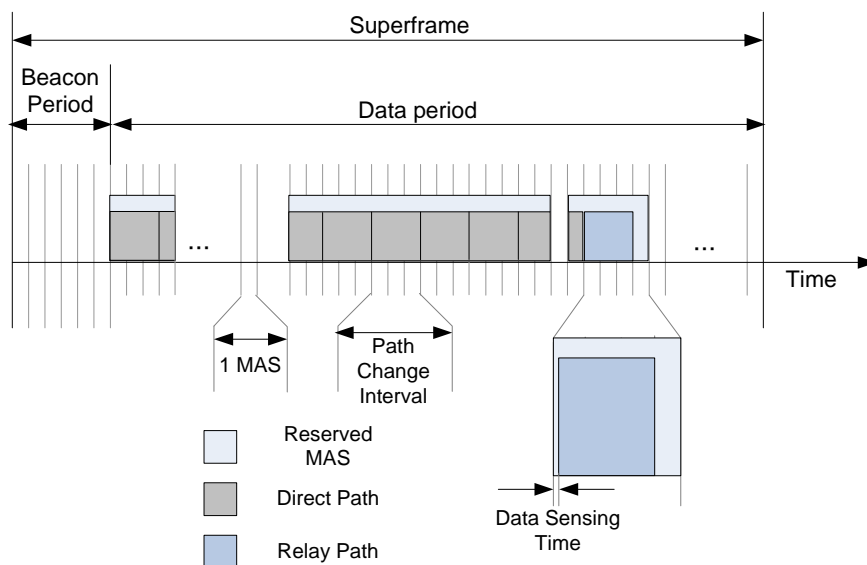 Superframe
Beacon
Period
Data period
...
...
Time
1 MAS
Path
Change
Interval
Reserved
MAS
Direct Path
Data Sensing
Time
Relay Path